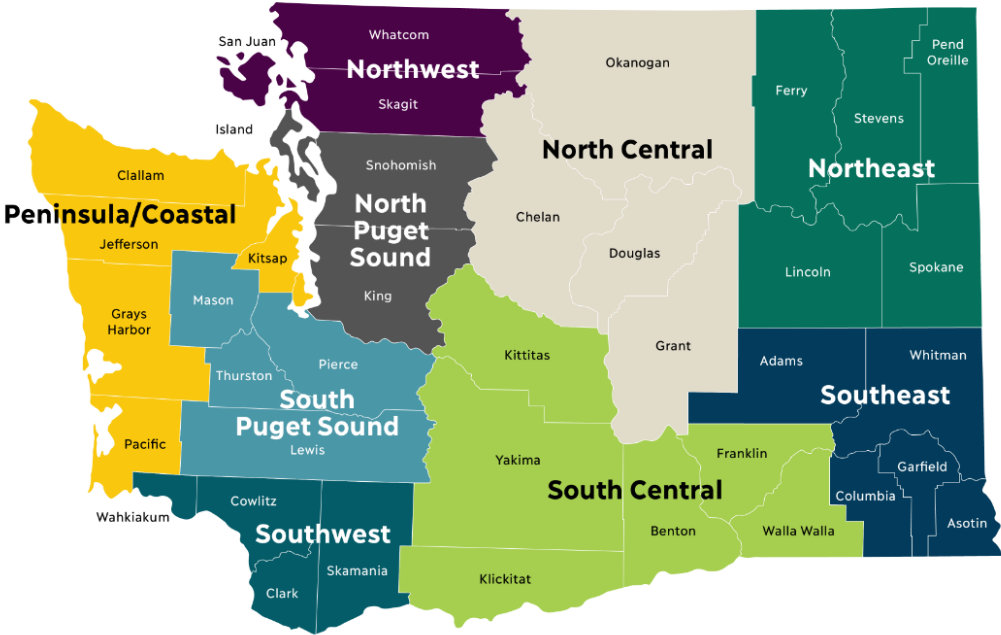 San Juan
Whatcom
Northwest
Skagit
Island
Snohomish
North
Puget
Sound
King
Okanogan
North Central
Chelan
Douglas
Grant
Pend
Oreille
Ferry
Stevens
Northeast
Lincoln
Spokane
Clallam
Peninsula/Coastal
Jefferson
Kitsap
Grays
Harbor
Pacific
Mason
Thurston
Pierce
South
Puget Sound
Lewis
Kittitas
Yakima
South Central
Franklin
Benton
Walla Walla
Klickitat
Adams
Whitman
Southeast
Garfield
Columbia
Asotin
Wahkiakum
Cowlitz
Southwest
Skamania
Clark